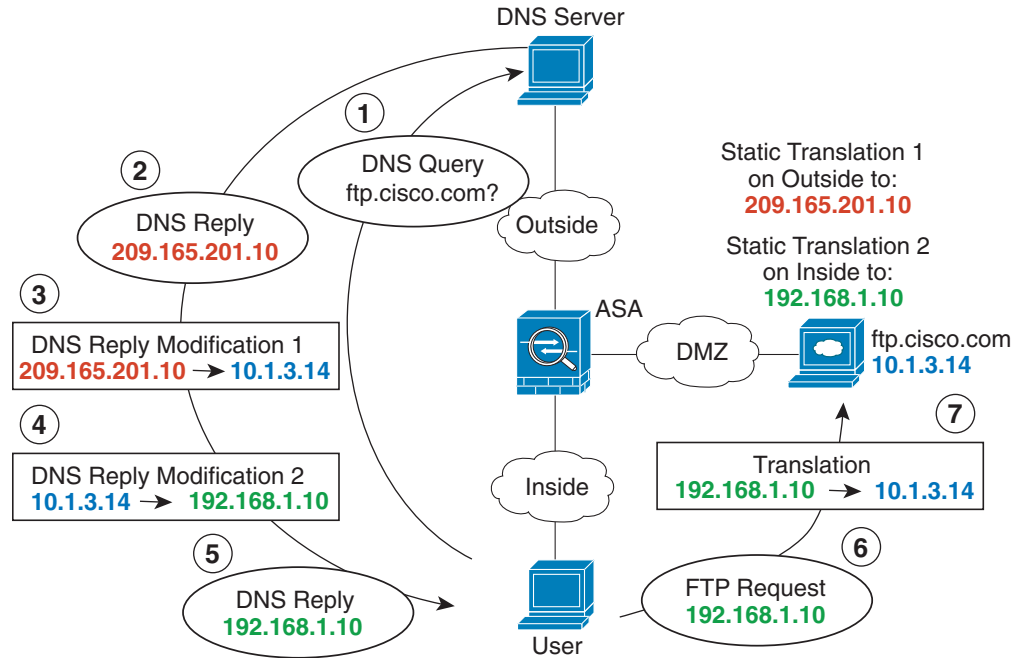 DNS Server
1
DNS Query
ftp.cisco.com?
2
DNS Reply
209.165.201.10
Outside
Static Translation 1
on Outside to:
209.165.201.10
Static Translation 2
on Inside to:
192.168.1.10
3
DNS Reply Modification 1
209.165.201.10 → 10.1.3.14
ASA
DMZ
ftp.cisco.com
10.1.3.14
4
DNS Reply Modification 2
10.1.3.14 → 192.168.1.10
Inside
7
Translation
192.168.1.10 → 10.1.3.14
5
DNS Reply
192.168.1.10
User
6
FTP Request
192.168.1.10